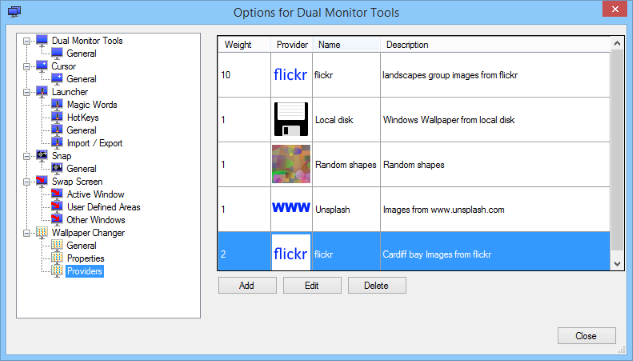 Options for Dual Monitor Tools
Dual Monitor Tools
General
Cursor
General
Launcher
Magic Words
HotKeys
General
Import / Export
Snap
General
Swap Screen
Active Window
User Defined Areas
Other Windows
Wallpaper Changer
General
Properties
Providers
Weight Provider Name Description
10 flickr flickr landscapes group images from flickr
1 Local disk Windows Wallpaper from local disk
1 Random shapes Random shapes
1 www Unsplash Images from www.unsplash.com
2 flickr flickr Cardiff bay Images from flickr
Add Edit Delete
Close